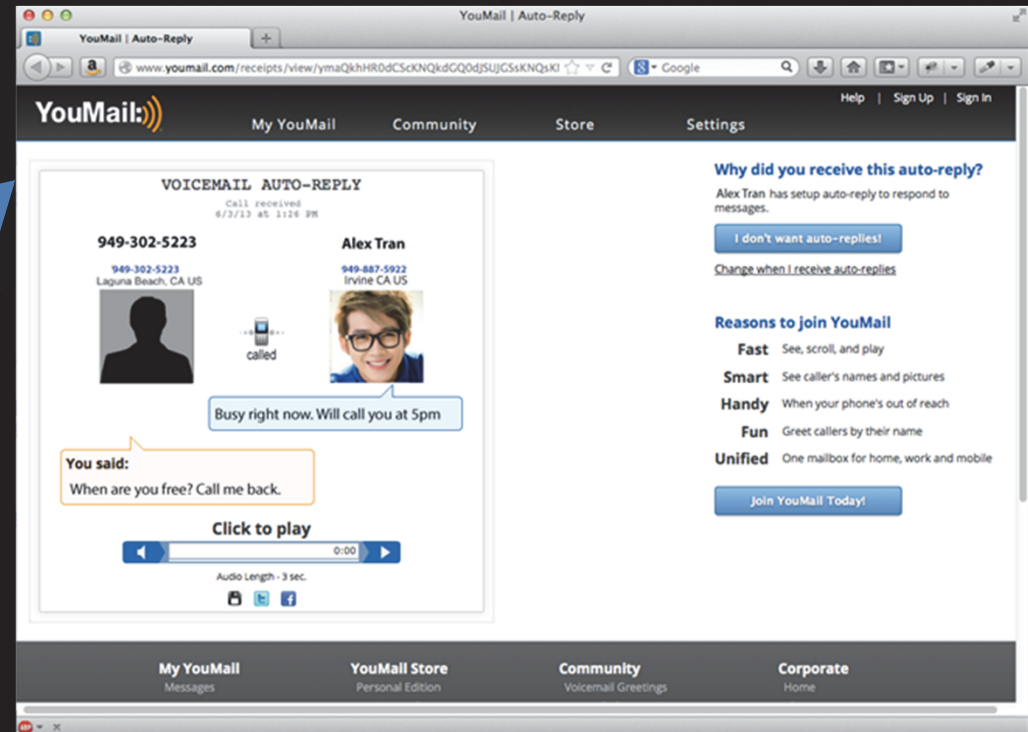 YouMail | Auto-Reply
YouMail | Auto-Reply
www.youmail.com/receipts/view/ Google
Help | Sign Up | Sign In
YouMail:))) My YouMail Community Store Settings
VOICEMAIL AUTO-REPLY
Call received
6/3/13 at 1:26 PM
949-302-5223
949-302-5223
Laguna Beach, CA US
called
Alex Tran
949-887-5922
Irvine CA US
Busy right now. Will call you at 5pm
You said:
When are you free? Call me back.
Click to play
0:00
Audio Length - 3 sec.
Why did you receive this auto-reply?
Alex Tran has setup auto-reply to respond to
messages.
I don't want auto-replies!
Change when I receive auto-replies
Reasons to join YouMail
Fast See, scroll, and play
Smart See caller's names and pictures
Handy When your phone's out of reach
Fun Greet callers by their name
Unified One mailbox for home, work and mobile
Join YouMail Today!
My YouMail YouMail Store Community Corporate
Messages Personal Edition Voicemail Greetings Home
ABP